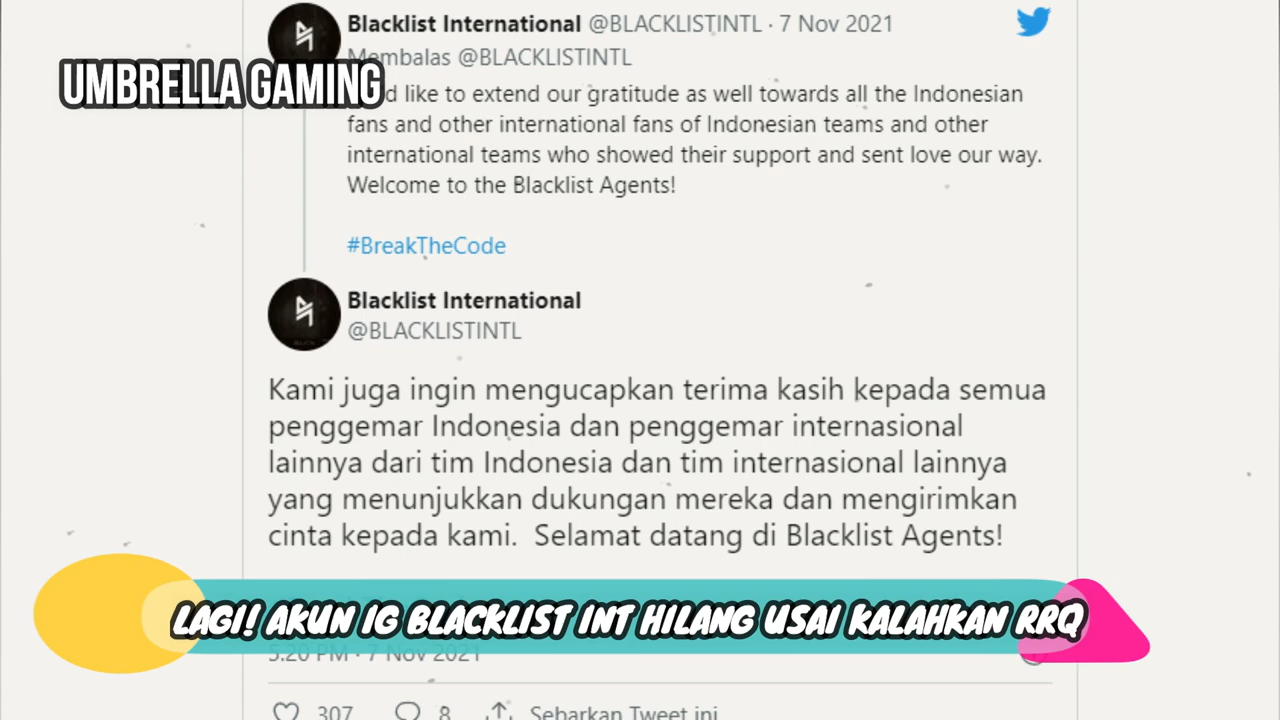 Blacklist International @BLACKLISTINTL · 7 Nov 2021
Membalas @BLACKLISTINTL
UMBRELLA GAMING
like to extend our gratitude as well towards all the Indonesian
fans and other international fans of Indonesian teams and other
international teams who showed their support and sent love our way.
Welcome to the Blacklist Agents!
#BreakTheCode
Blacklist International
@BLACKLISTINTL
Kami juga ingin mengucapkan terima kasih kepada semua
penggemar Indonesia dan penggemar internasional
lainnya dari tim Indonesia dan tim internasional lainnya
yang menunjukkan dukungan mereka dan mengirimkan
cinta kepada kami. Selamat datang di Blacklist Agents!
LAGI! AKUN IG BLACKLIST INT HILANG USAI KALAHKAN RRQ
5:20 PM · 7 Nov 2021
307 8 Sebarkan Tweet ini